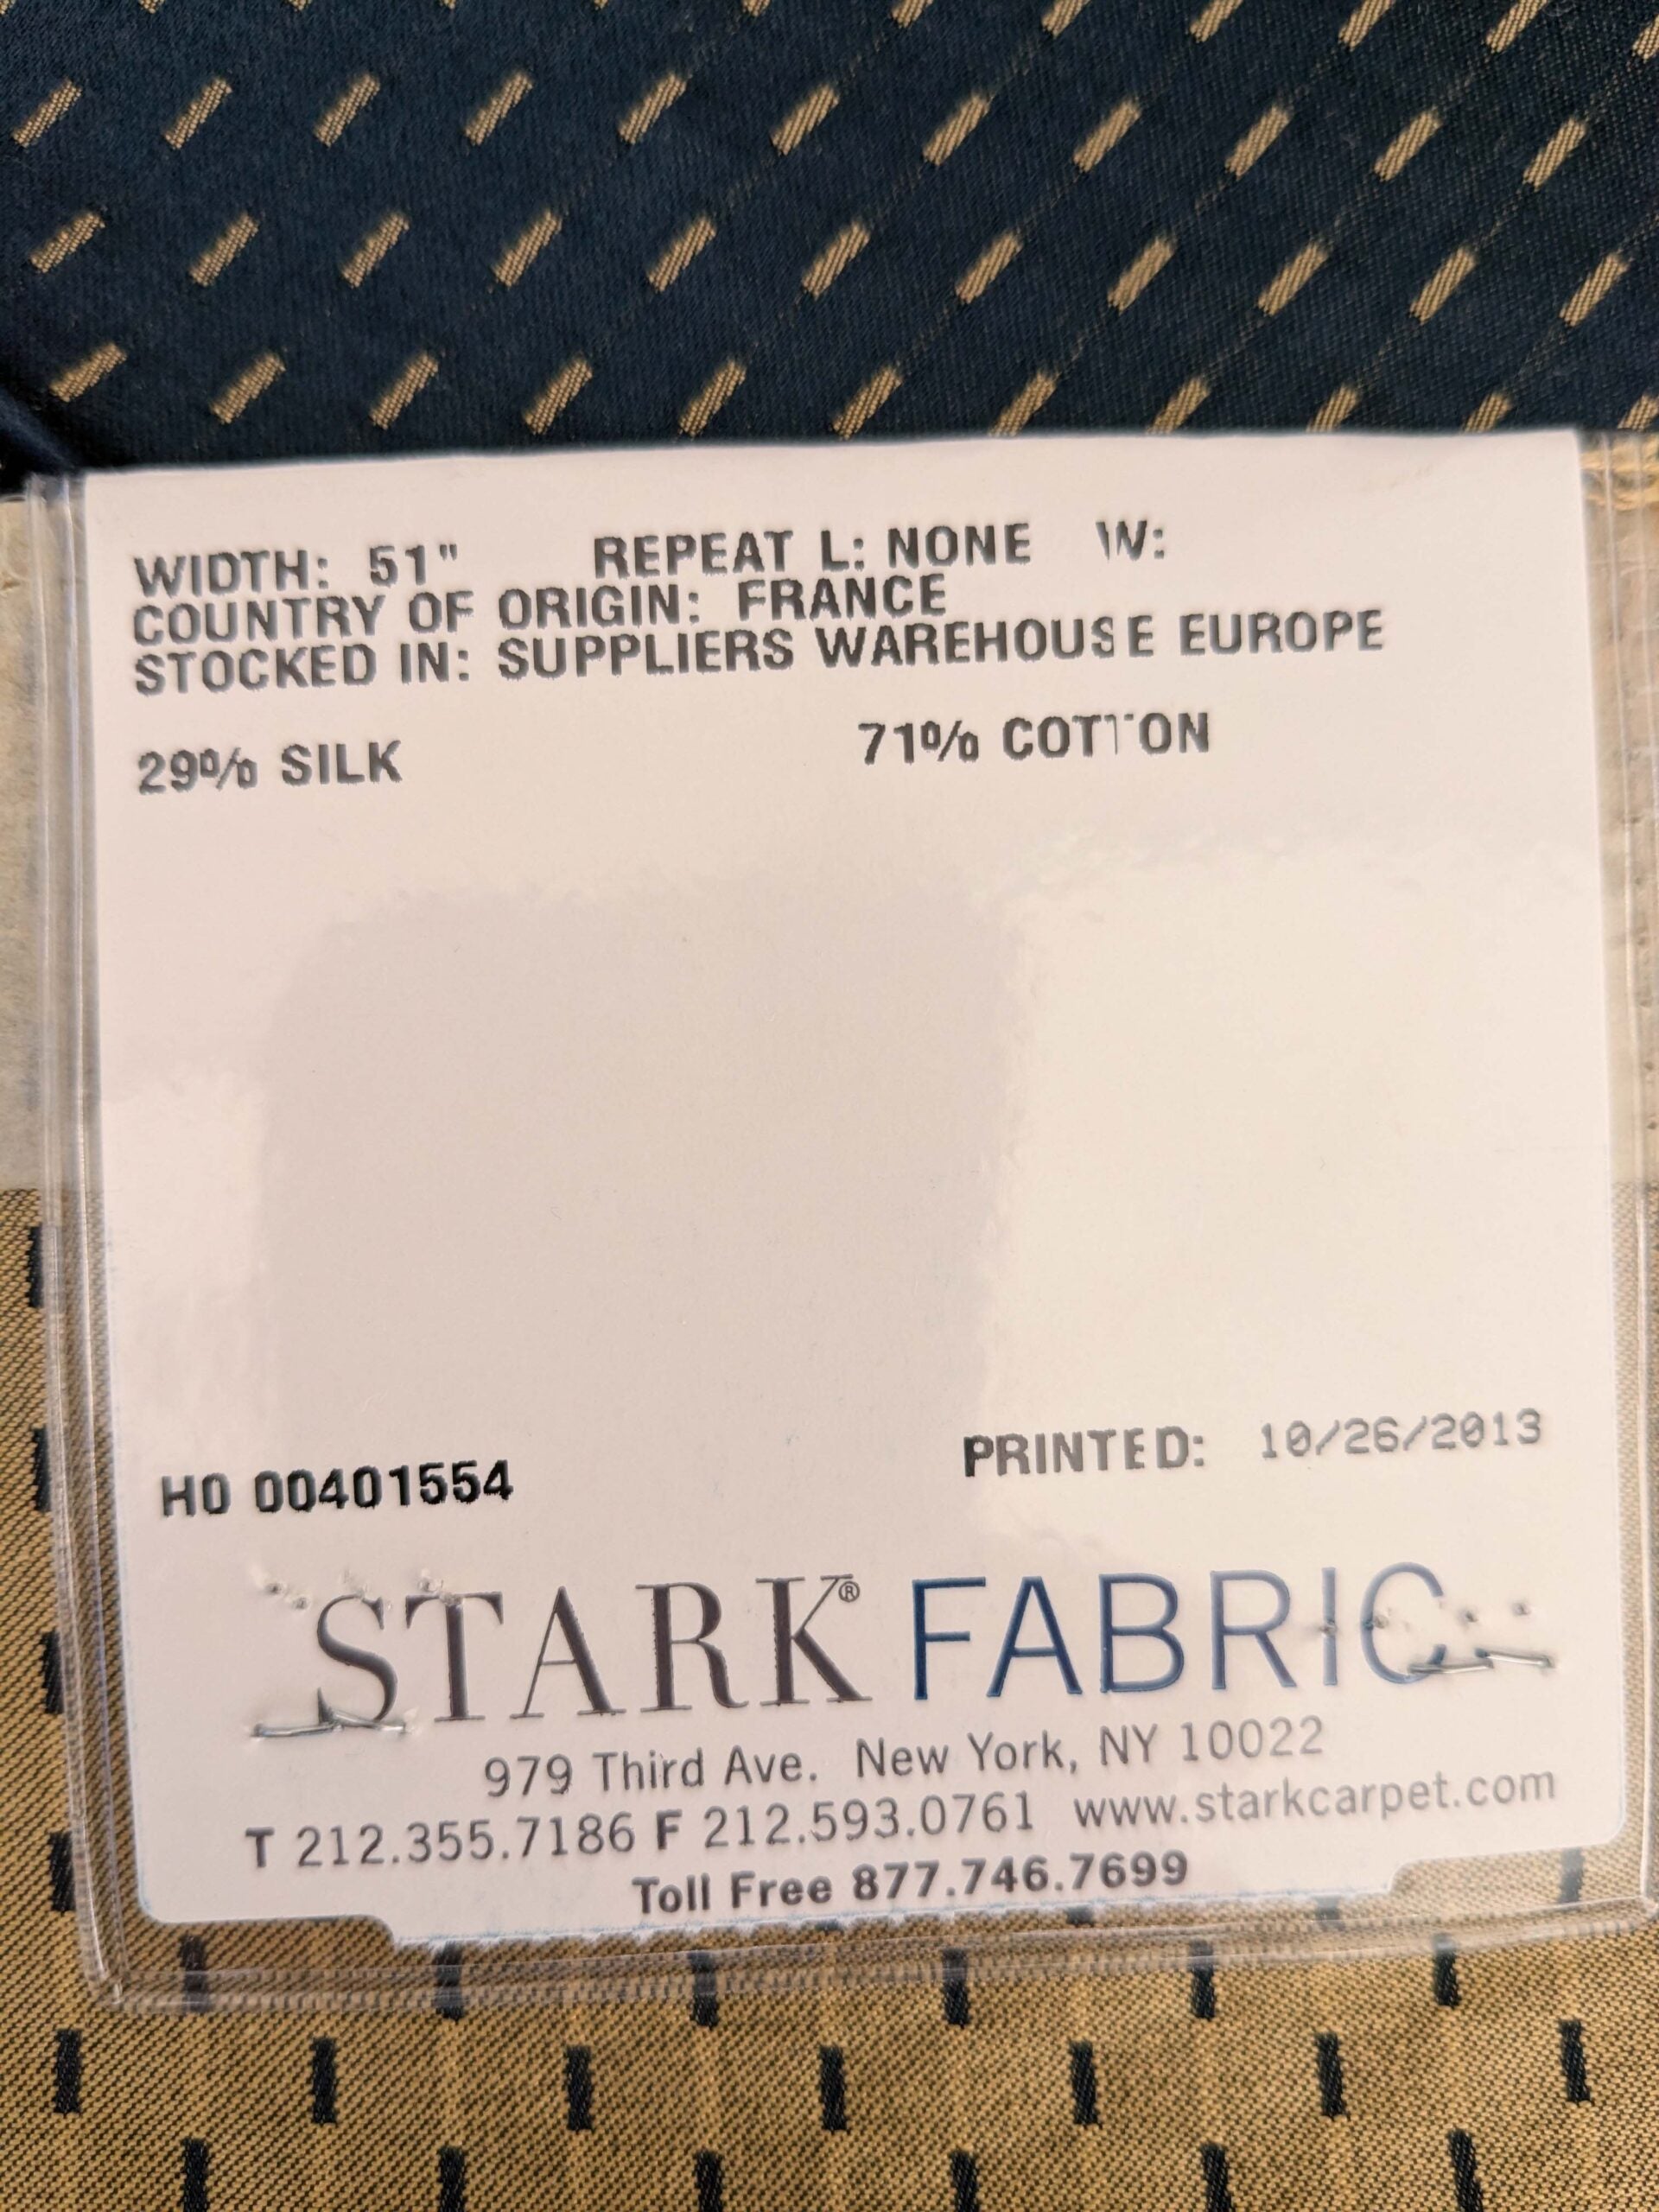 WIDTH: 51" REPEAT L: NONE W:
COUNTRY OF ORIGIN: FRANCE
STOCKED IN: SUPPLIERS WAREHOUSE EUROPE
29% SILK 71% COTTON
H0 00401554 PRINTED: 10/26/2013
STARK® FABRIC
979 Third Ave. New York, NY 10022
T 212.355.7186 F 212.593.0761 www.starkcarpet.com
Toll Free 877.746.7699